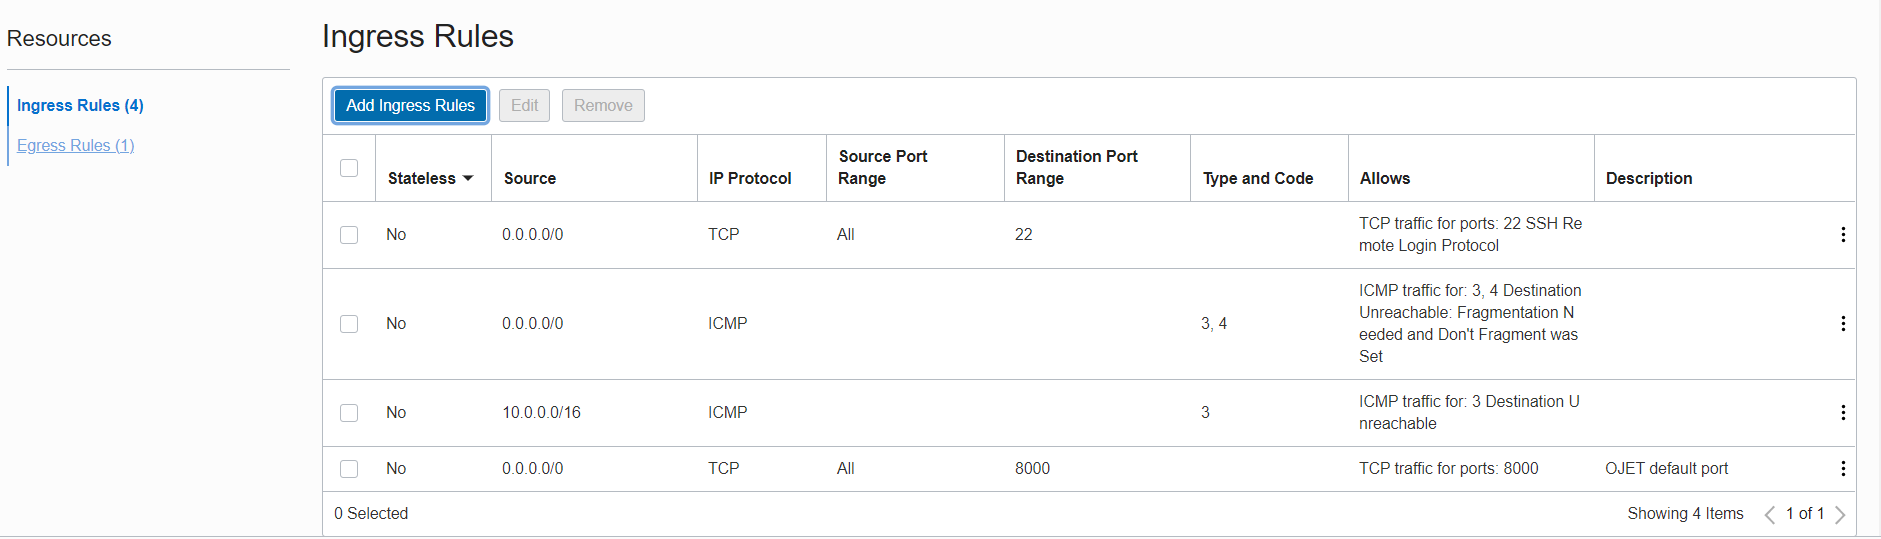 Resources
Ingress Rules (4)
Egress Rules (1)
Ingress Rules
Add Ingress Rules Edit Remove
Stateless Source IP Protocol Source Port Range Destination Port Range Type and Code Allows Description
No 0.0.0.0/0 TCP All 22 TCP traffic for ports: 22 SSH Re
mote Login Protocol
No 0.0.0.0/0 ICMP 3, 4 ICMP traffic for: 3, 4 Destination
Unreachable: Fragmentation N
eeded and Don't Fragment was
Set
No 10.0.0.0/16 ICMP 3 ICMP traffic for: 3 Destination U
nreachable
No 0.0.0.0/0 TCP All 8000 TCP traffic for ports: 8000 OJET default port
0 Selected Showing 4 Items 1 of 1